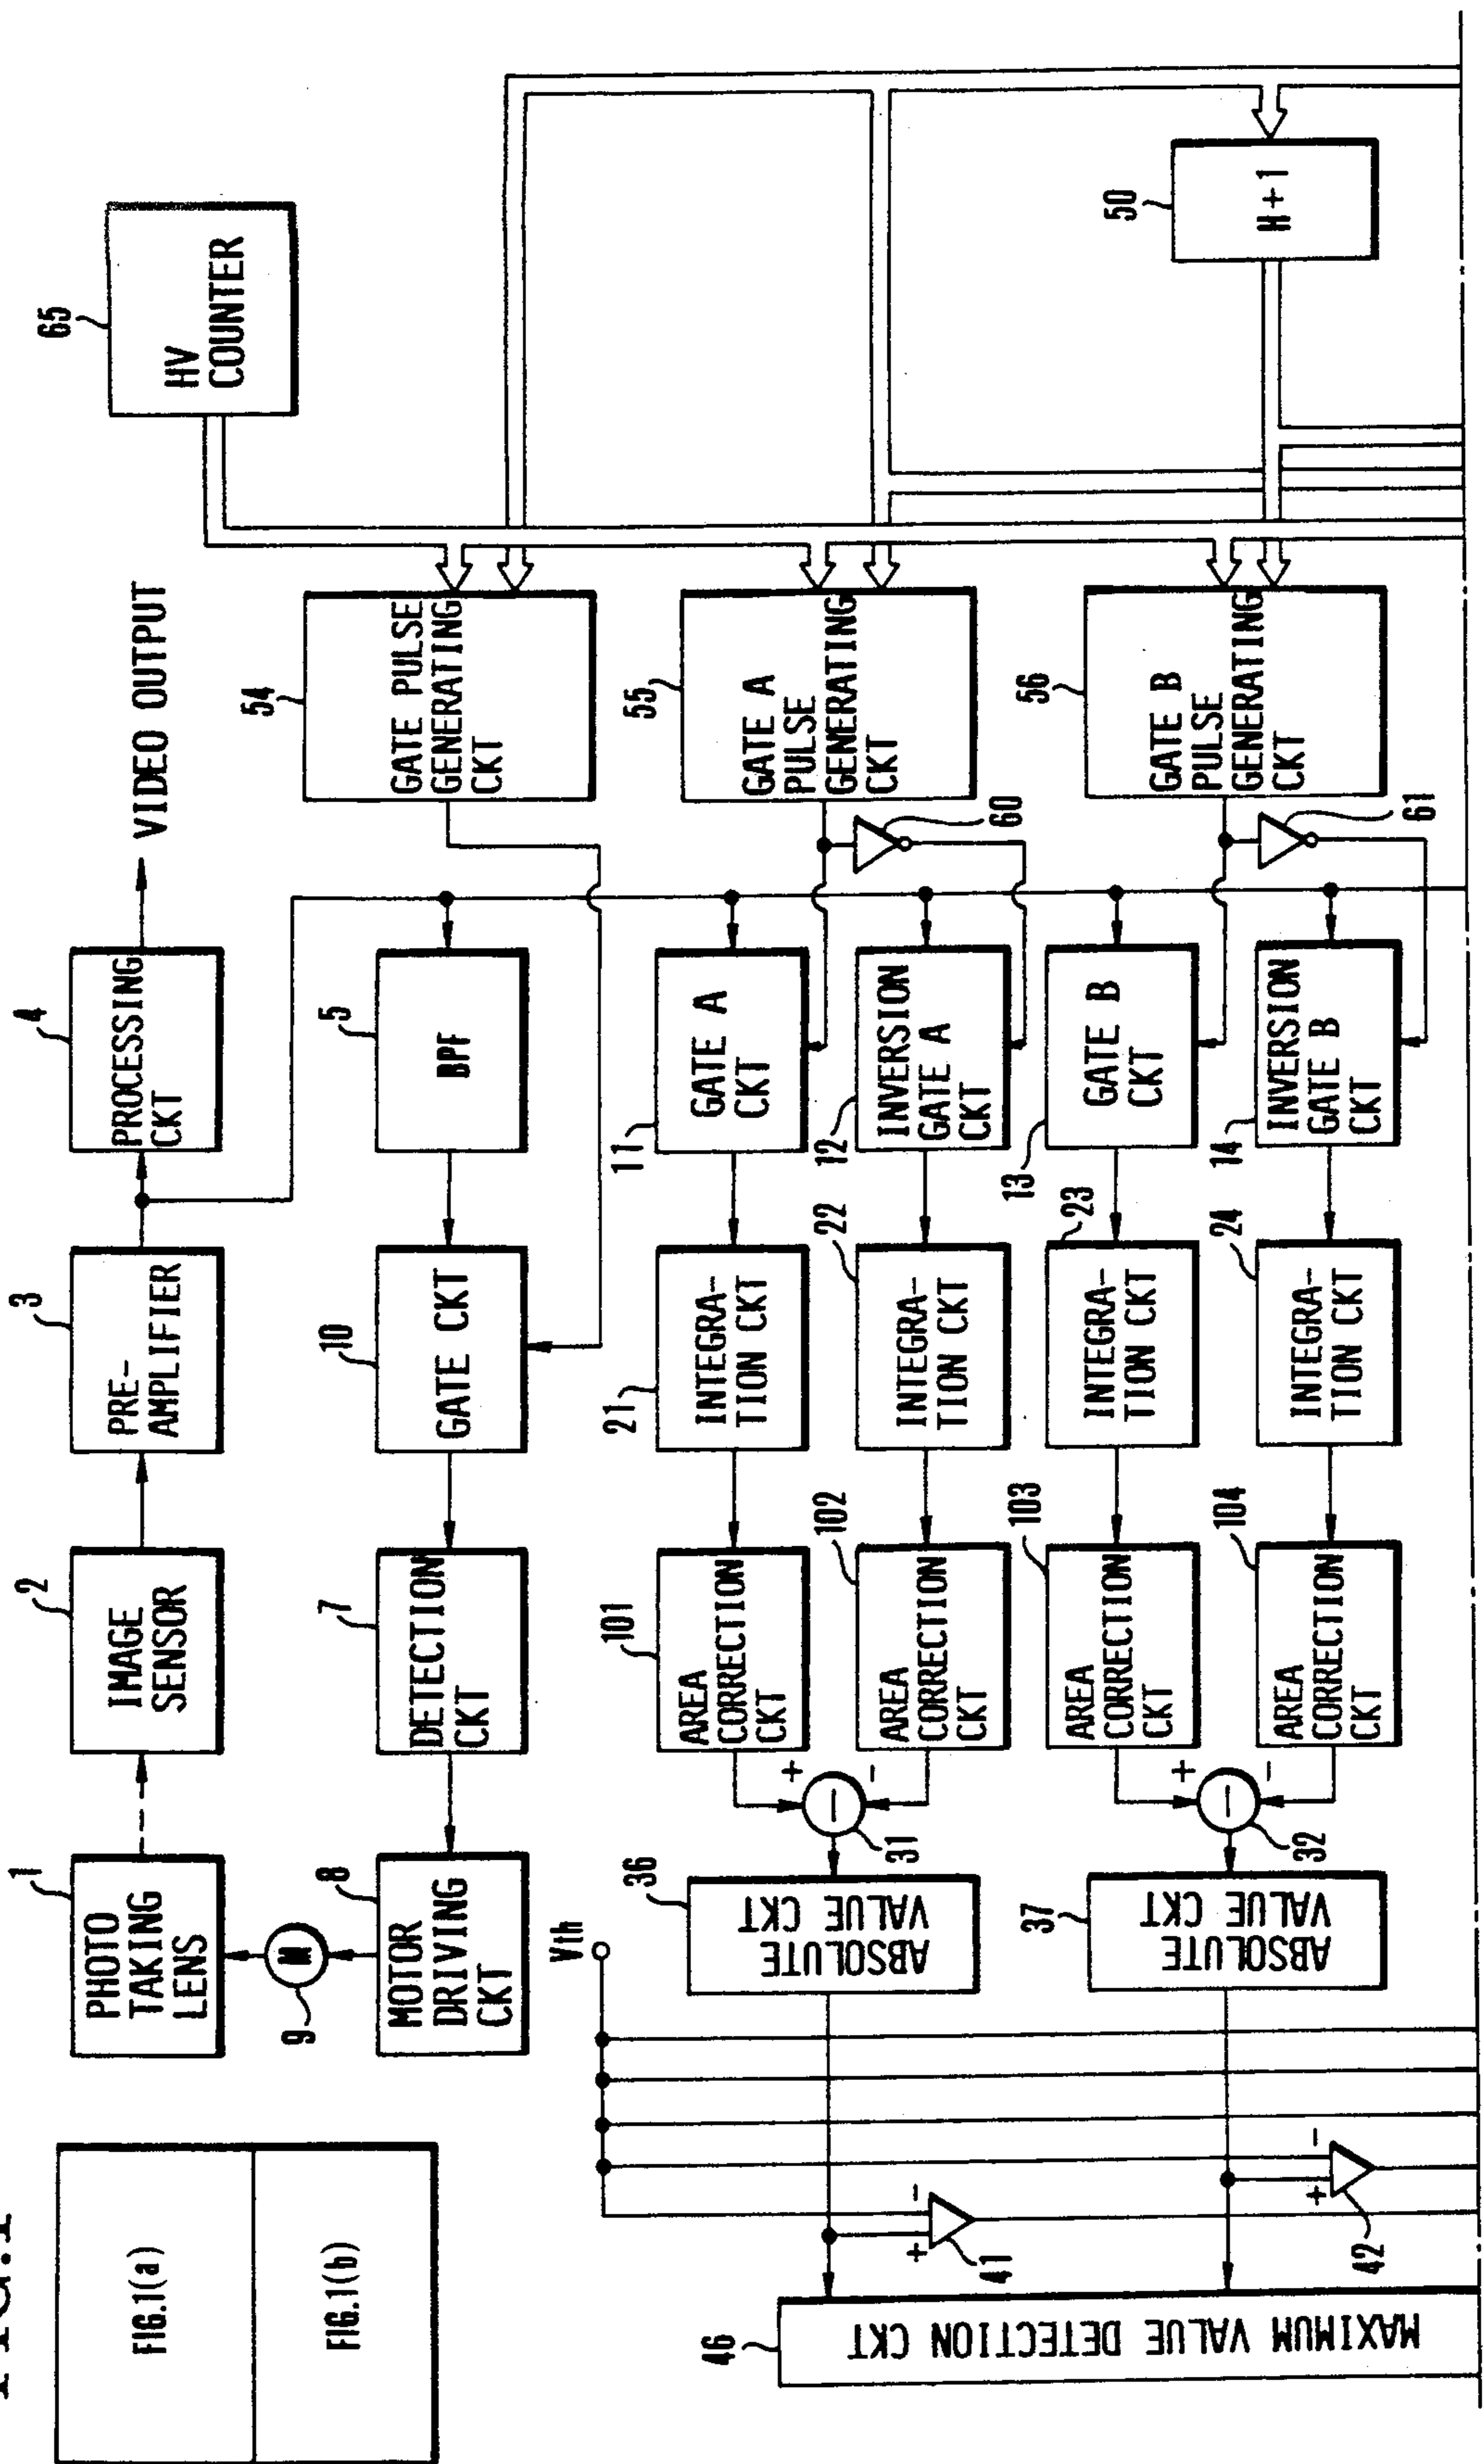 FIG.1
FIG.1(a)
FIG.1(b)
1
PHOTO
TAKING
LENS
2
IMAGE
SENSOR
3
PRE-
AMPLIFIER
4
PROCESSING
CKT
VIDEO OUTPUT
65
HV
COUNTER
9
M
8
MOTOR
DRIVING
CKT
7
DETECTION
CKT
10
GATE CKT
5
BPF
54
GATE PULSE
GENERATING
CKT
Vth
36
ABSOLUTE
VALUE CKT
31
+
-
101
AREA
CORRECTION
CKT
21
INTEGRA-
TION CKT
11
GATE A
CKT
55
GATE A
PULSE
GENERATING
CKT
60
102
AREA
CORRECTION
CKT
22
INTEGRA-
TION CKT
12
INVERSION
GATE A
CKT
46
MAXIMUM VALUE DETECTION CKT
+
-
41
37
ABSOLUTE
VALUE CKT
32
+
-
103
AREA
CORRECTION
CKT
23
INTEGRA-
TION CKT
13
GATE B
CKT
56
GATE B
PULSE
GENERATING
CKT
61
50
H+1
+
-
42
104
AREA
CORRECTION
CKT
24
INTEGRA-
TION CKT
14
INVERSION
GATE B
CKT